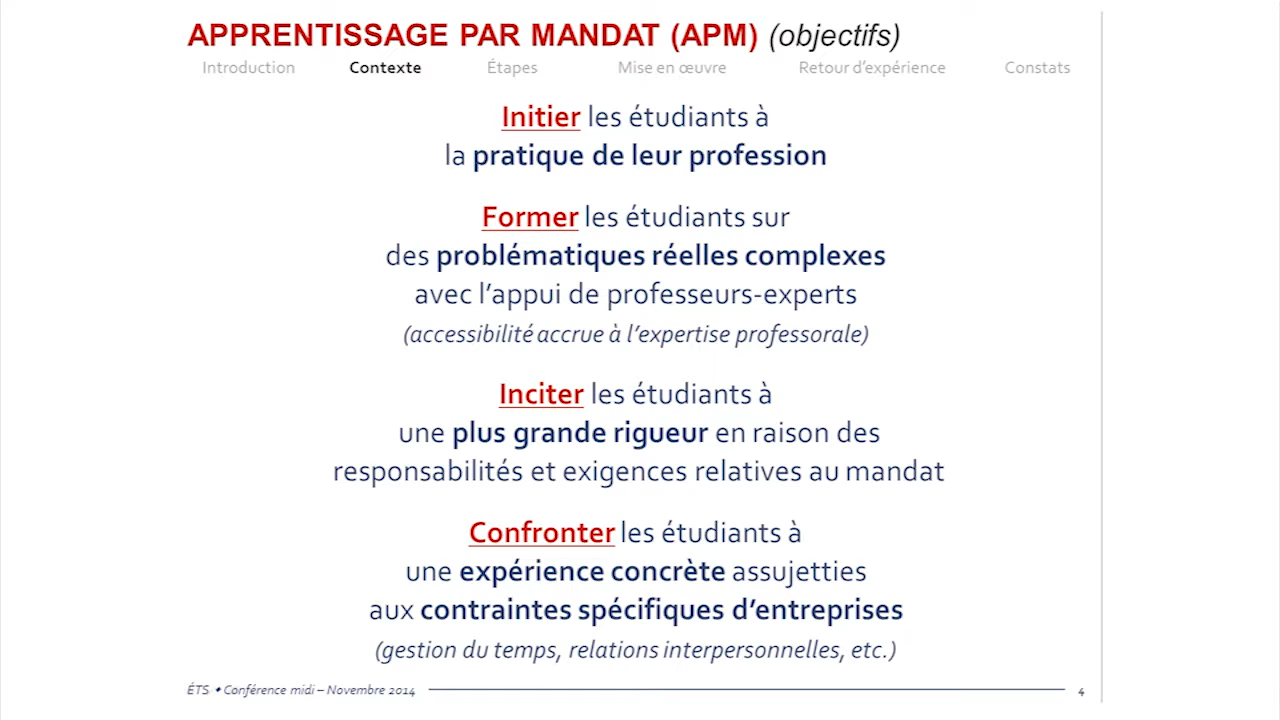 APPRENTISSAGE PAR MANDAT (APM) (objectifs)
Introduction Contexte Étapes Mise en œuvre Retour d'expérience Constats
Initier les étudiants à
la pratique de leur profession
Former les étudiants sur
des problématiques réelles complexes
avec l'appui de professeurs-experts
(accessibilité accrue à l'expertise professorale)
Inciter les étudiants à
une plus grande rigueur en raison des
responsabilités et exigences relatives au mandat
Confronter les étudiants à
une expérience concrète assujetties
aux contraintes spécifiques d'entreprises
(gestion du temps, relations interpersonnelles, etc.)
ÉTS ◆ Conférence midi – Novembre 2014 4